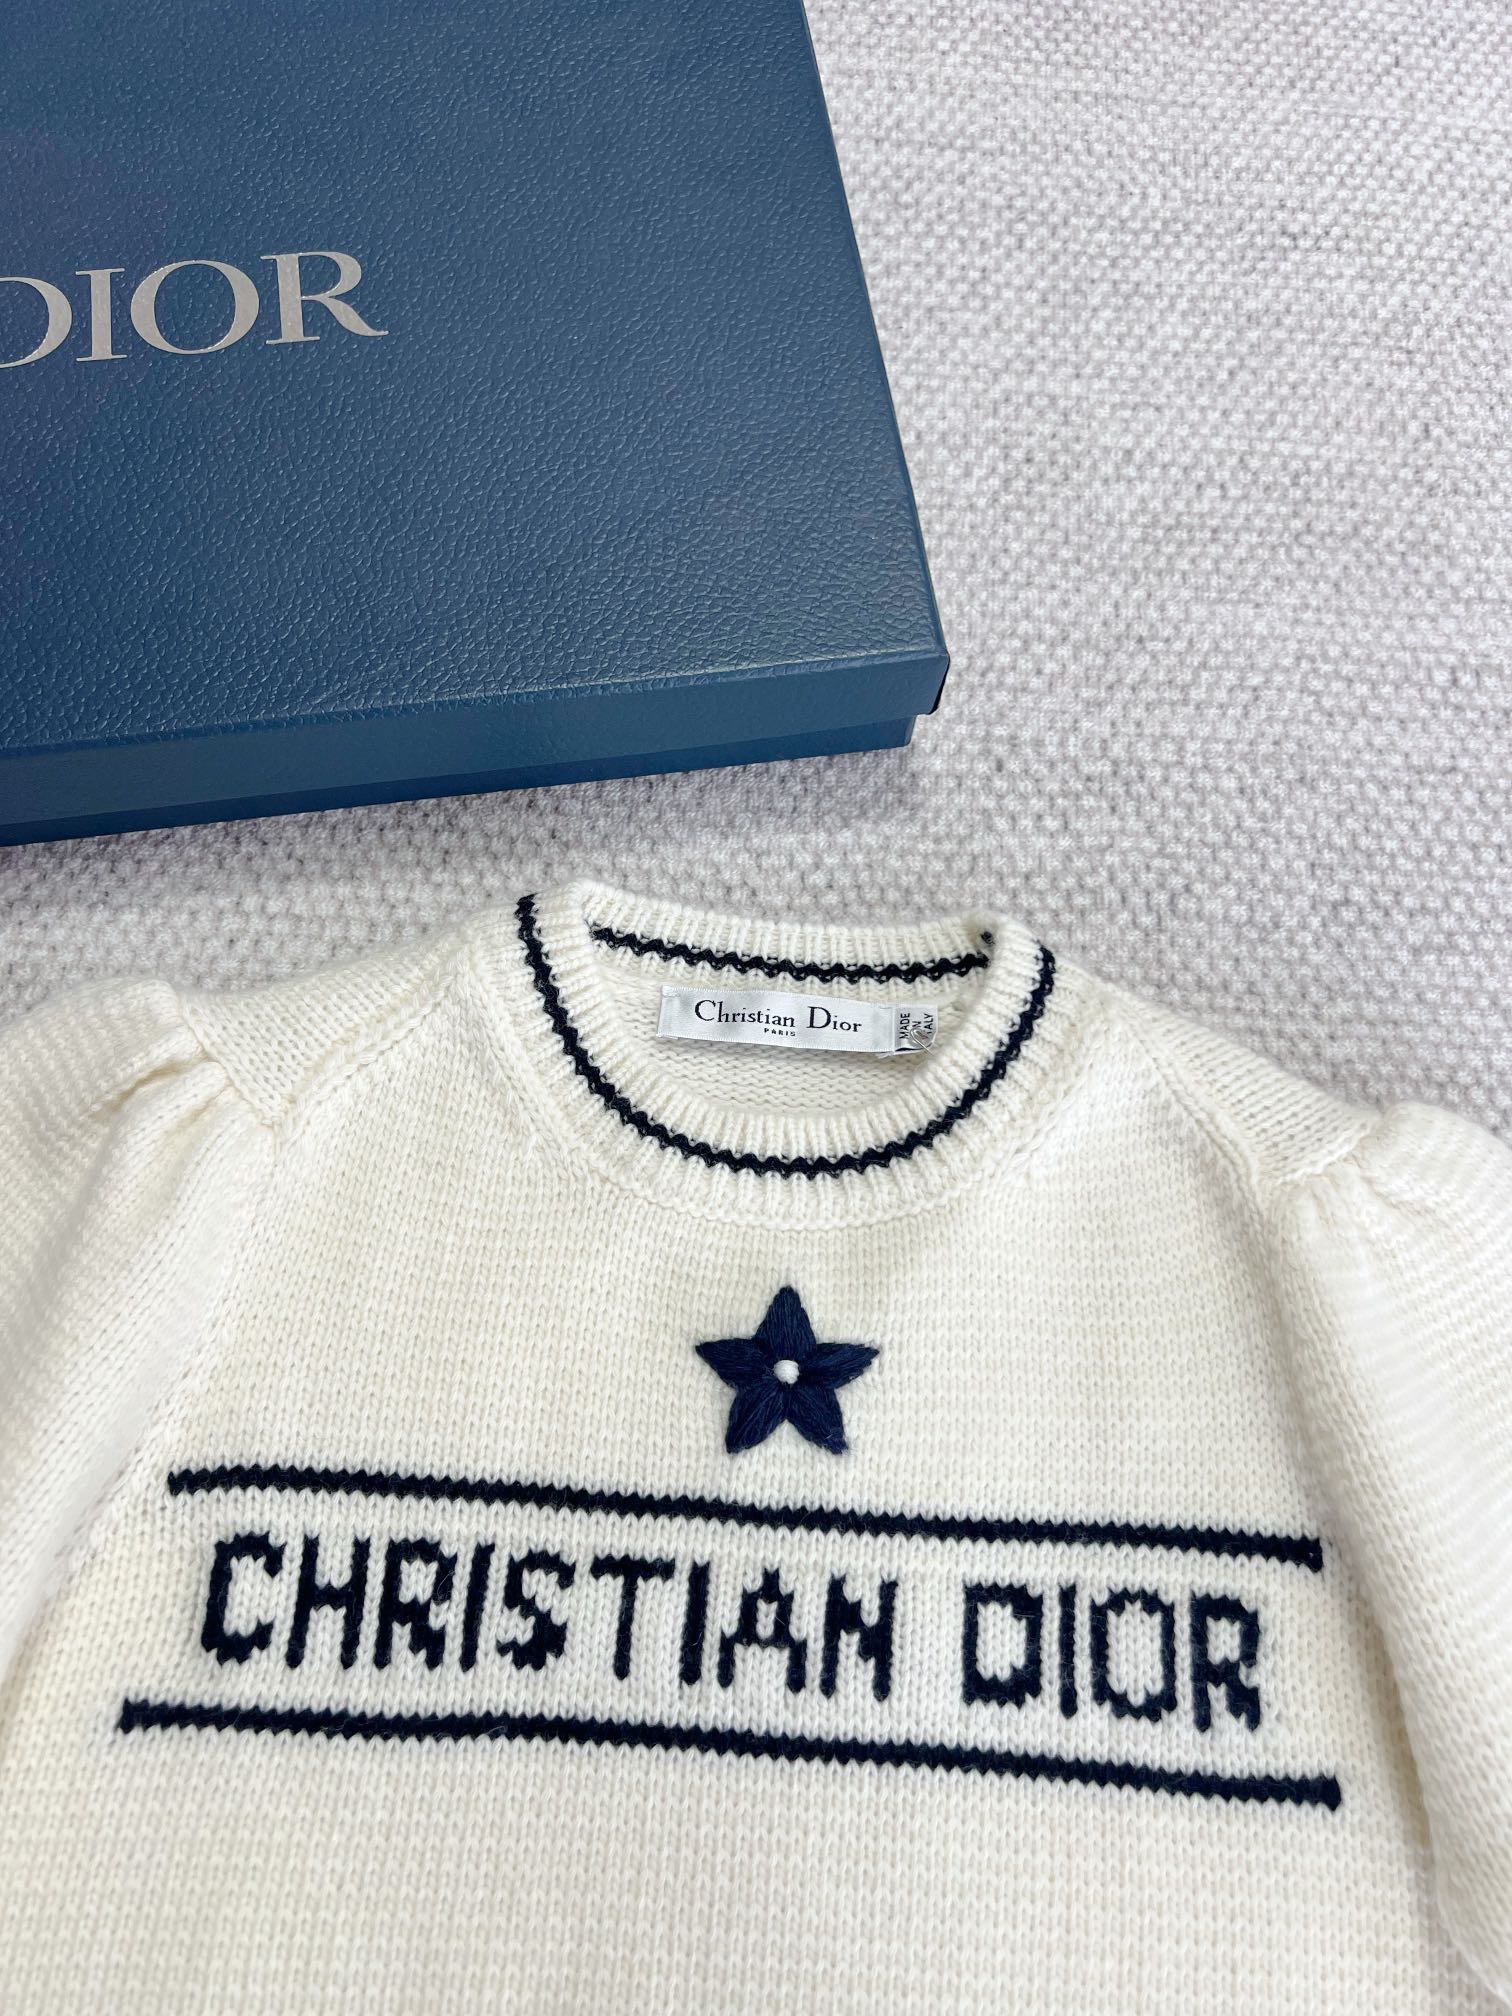 DIOR
Christian Dior
PARIS
MADE
IN
ITALY
CHRISTIAN DIOR